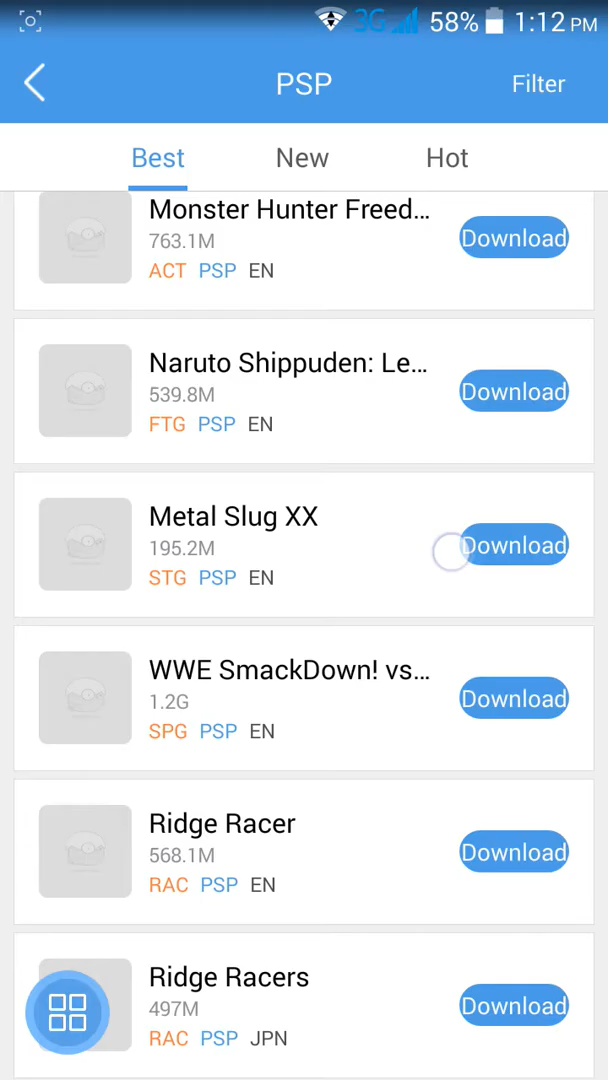 3G 58% 1:12 PM
PSP Filter
Best New Hot
Monster Hunter Freed...
763.1M
Download
ACT PSP EN
Naruto Shippuden: Le...
539.8M
Download
FTG PSP EN
Metal Slug XX
195.2M
Download
STG PSP EN
WWE SmackDown! vs...
1.2G
Download
SPG PSP EN
Ridge Racer
568.1M
Download
RAC PSP EN
Ridge Racers
497M
Download
RAC PSP JPN